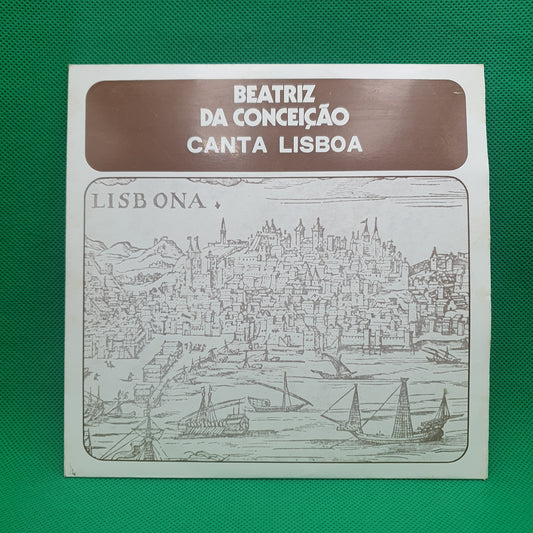 BEATRIZ
DA CONCEIÇÃO
CANTA LISBOA
LISBONA